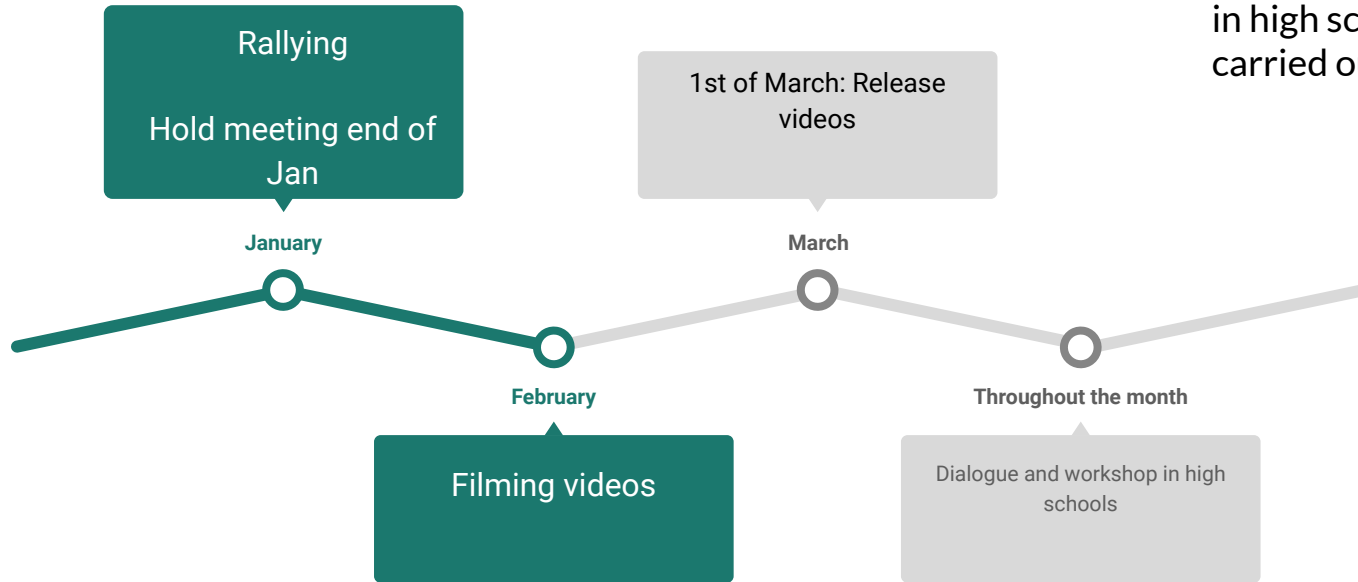 Rallying
Hold meeting end of
Jan
January
February
Filming videos
1st of March: Release
videos
March
Throughout the month
Dialogue and workshop in high
schools
in high
carried